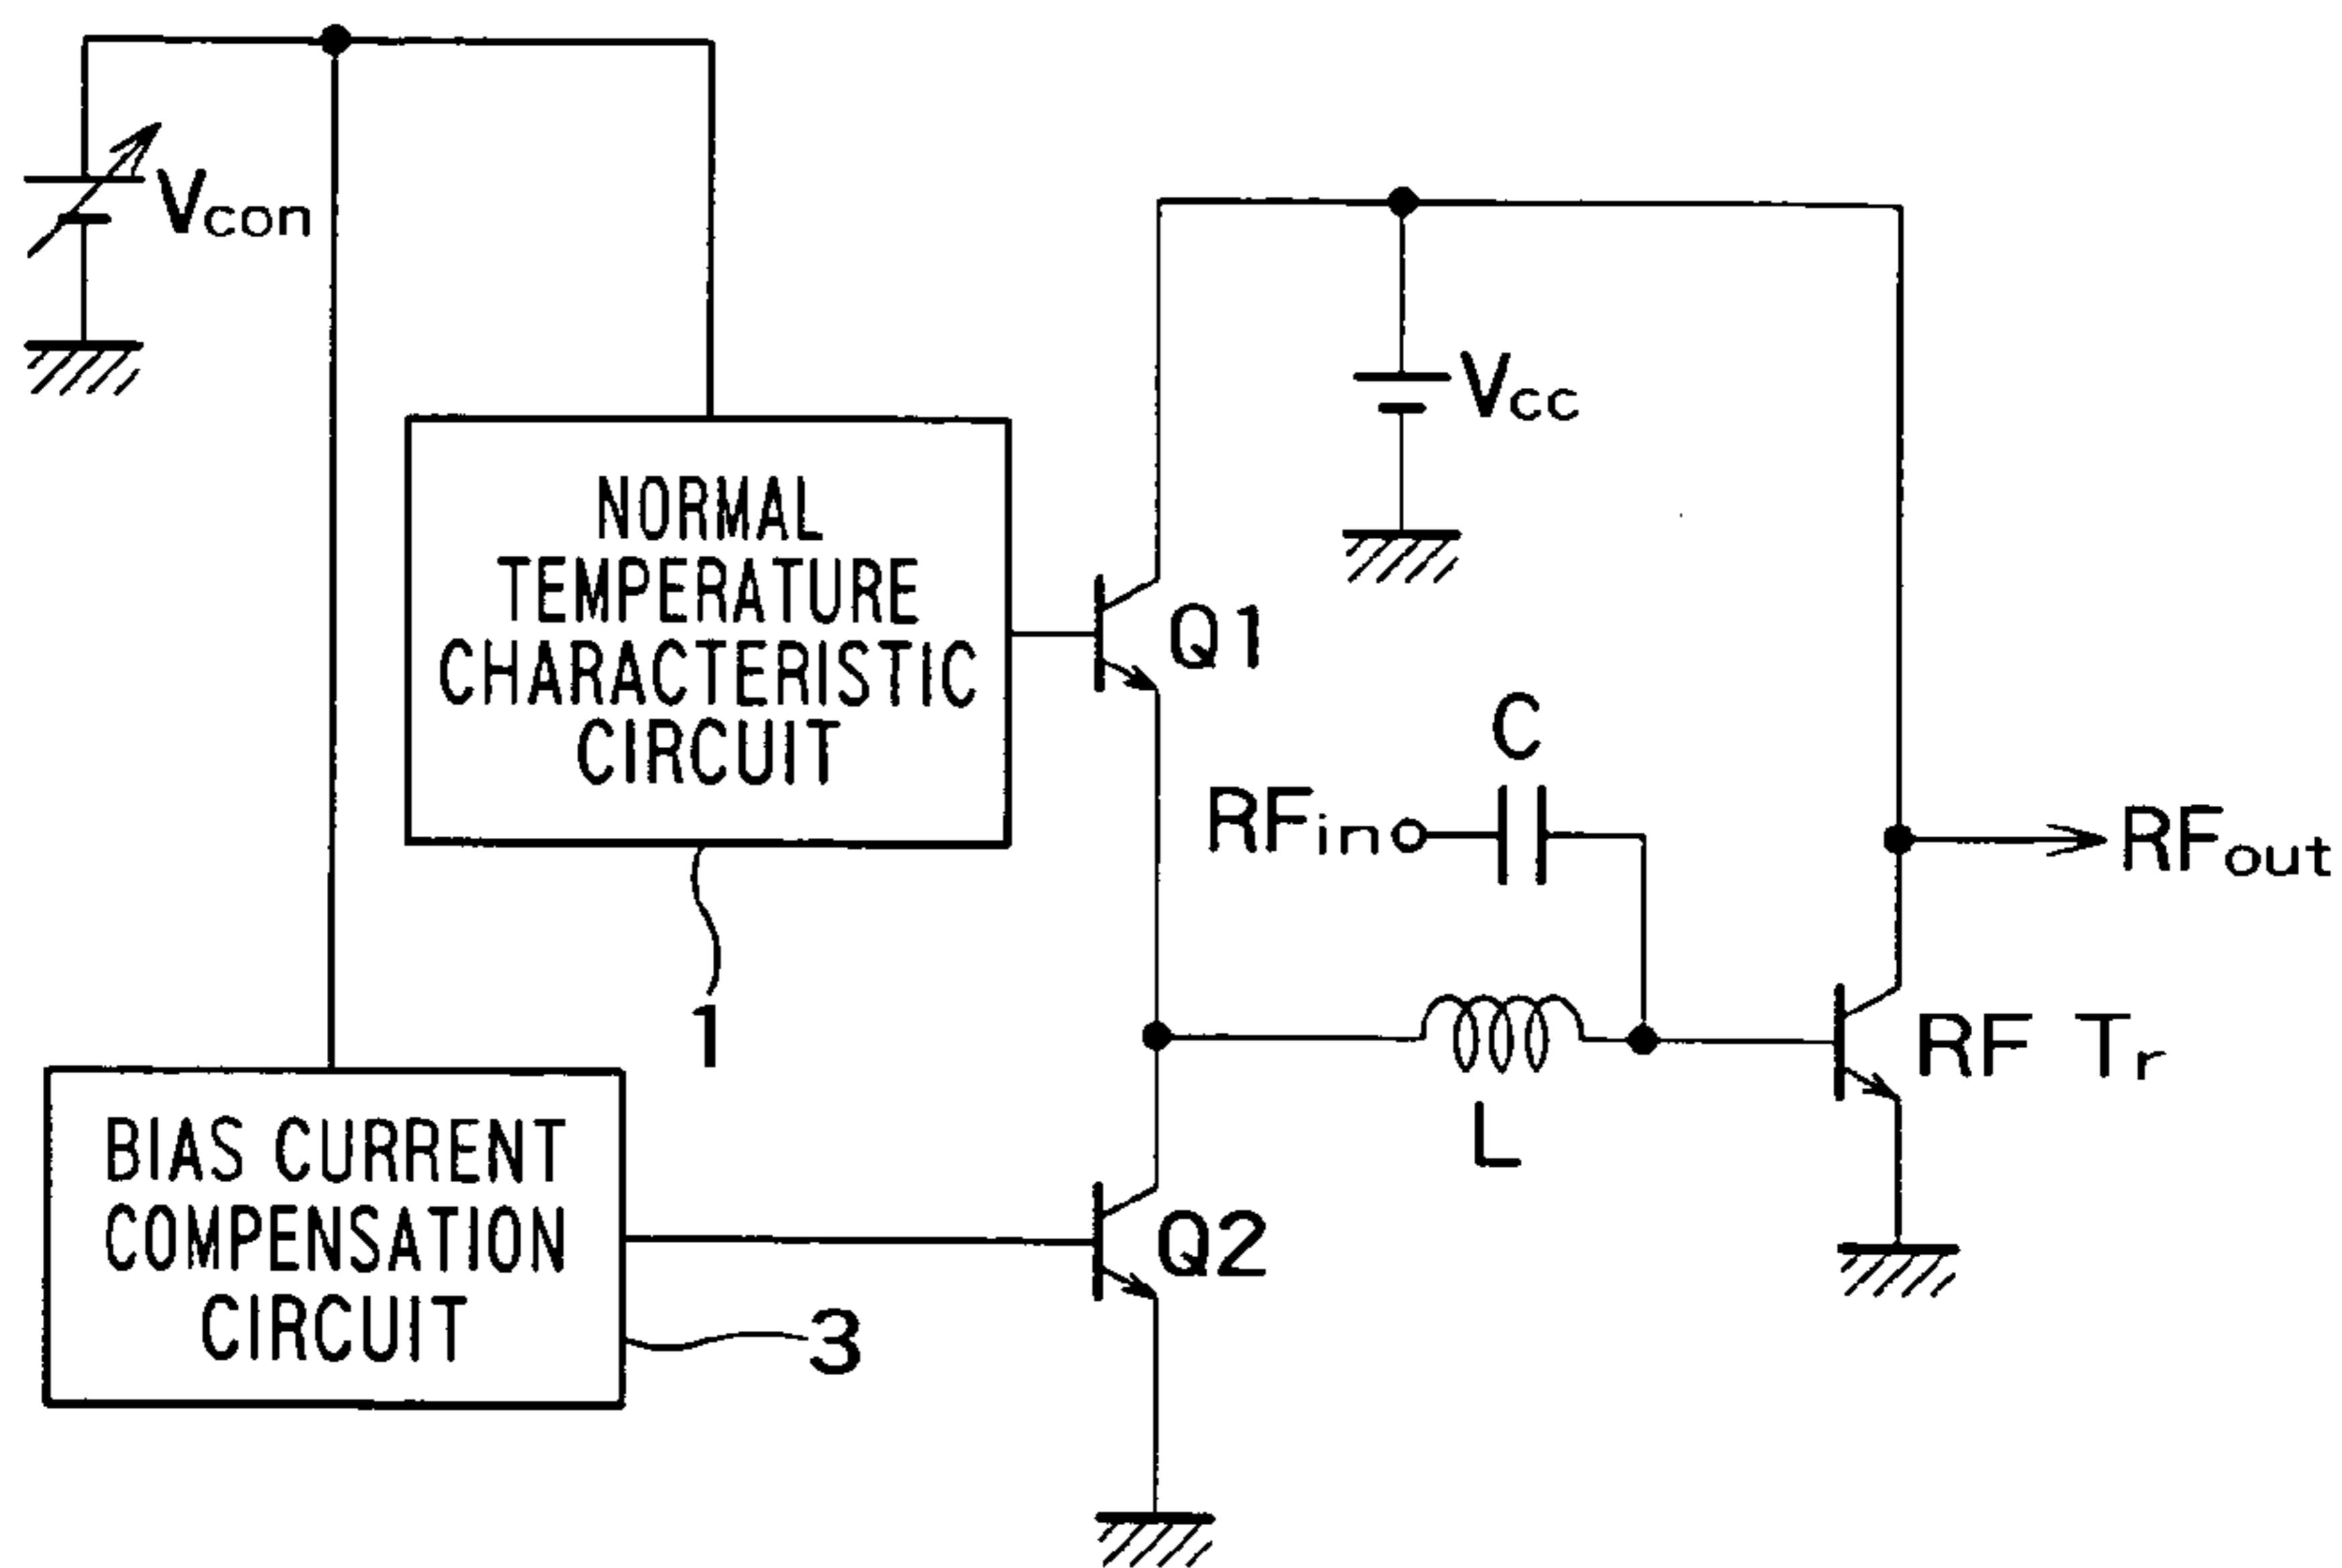 Vcon
Vcc
NORMAL
TEMPERATURE
CHARACTERISTIC
CIRCUIT
Q1
C
RFin
RFout
1
RF Tr
L
BIAS CURRENT
COMPENSATION
CIRCUIT
Q2
3